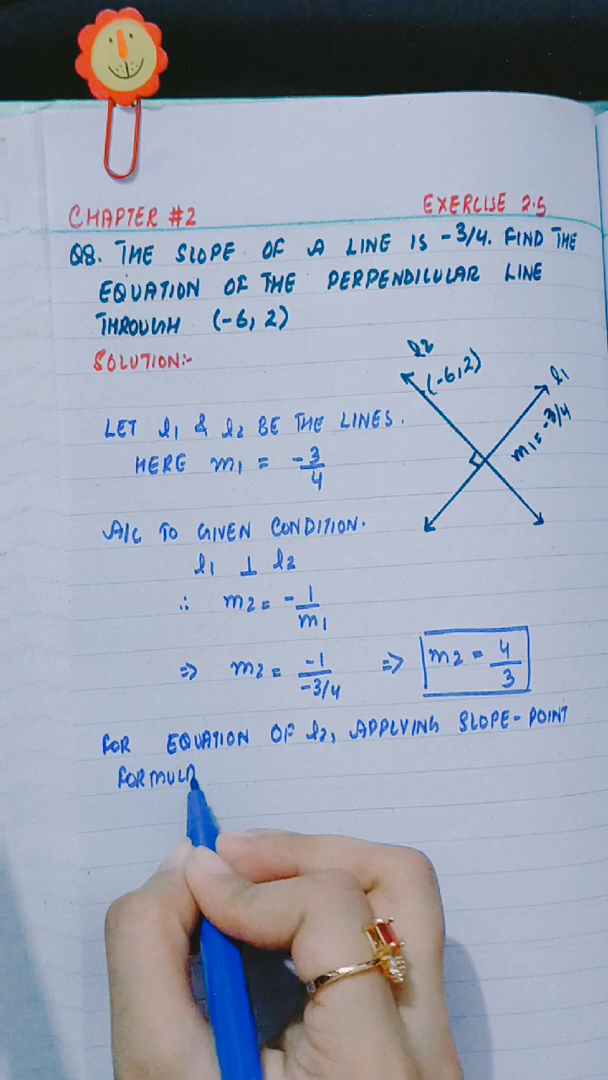 CHAPTER #2 EXERCISE 2.5
Q8. THE SLOPE OF A LINE IS -3/4. FIND THE
EQUATION OF THE PERPENDICULAR LINE
THROUGH (-6, 2)
SOLUTION:-
l2
(-6,2)
l1
m1=-3/4
LET l1 & l2 BE THE LINES.
HERE m1 = -3/4
A/C TO GIVEN CONDITION.
l1 ⊥ l2
∴ m2 = -1/m1
=> m2 = -1/-3/4 => m2 = 4/3
FOR EQUATION OF l2, APPLYING SLOPE-POINT
FORMULA